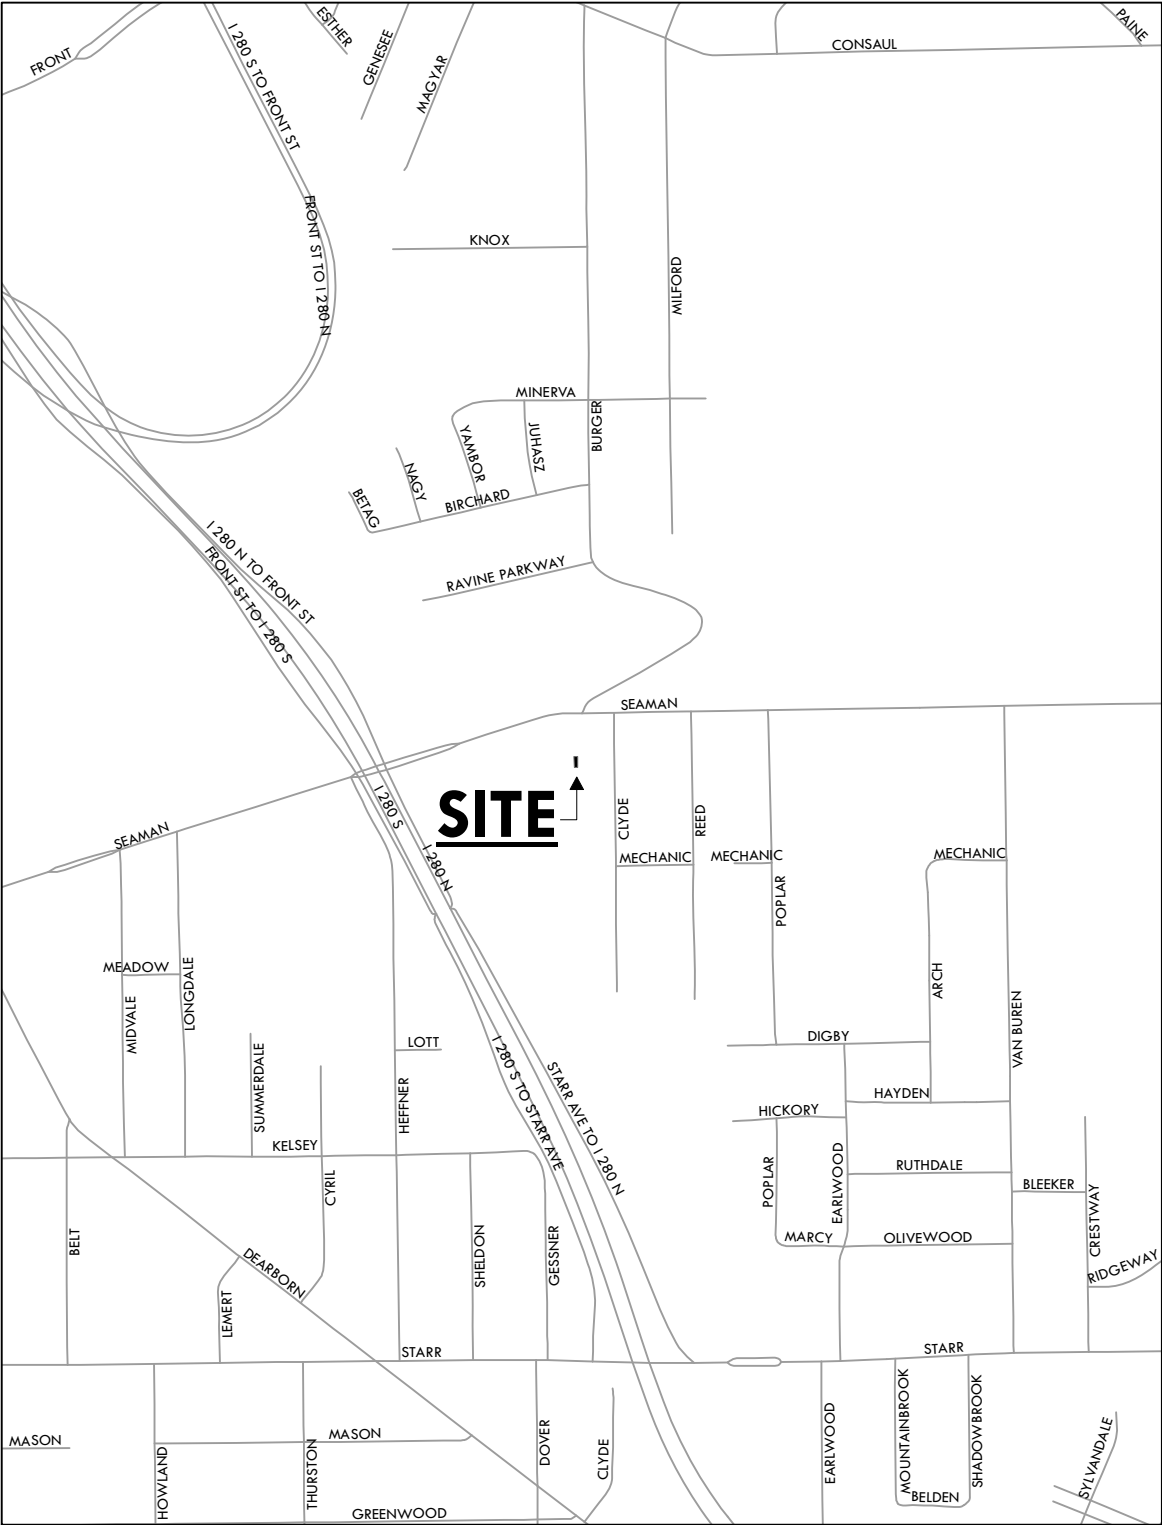 ESTHER
PAINE
FRONT
I 280 S TO FRONT ST
GENESEE
MAGYAR
CONSAUL
FRONT ST TO I 280 N
KNOX
MILFORD
MINERVA
BURGER
YAMBOR
JUHASZ
NAGY
BETAG
BIRCHARD
I 280 N TO FRONT ST
FRONT ST TO I 280 S
RAVINE PARKWAY
SEAMAN
SITE
I 280 S
CLYDE
REED
SEAMAN
I 280 N
MECHANIC
MECHANIC
MECHANIC
POPLAR
MEADOW
LONGDALE
ARCH
MIDVALE
VAN BUREN
LOTT
DIGBY
SUMMERDALE
HEFFNER
I 280 S TO STARR AVE
STARR AVE TO I 280 N
HAYDEN
HICKORY
KELSEY
CYRIL
POPLAR
EARLWOOD
RUTHDALE
BLEEKER
BELT
SHELDON
GESSNER
MARCY
OLIVEWOOD
CRESTWAY
RIDGEWAY
DEARBORN
LEMERT
STARR
STARR
MASON
HOWLAND
THURSTON
MASON
DOVER
CLYDE
EARLWOOD
MOUNTAINBROOK
SHADOWBROOK
SYLVANDALE
BELDEN
GREENWOOD